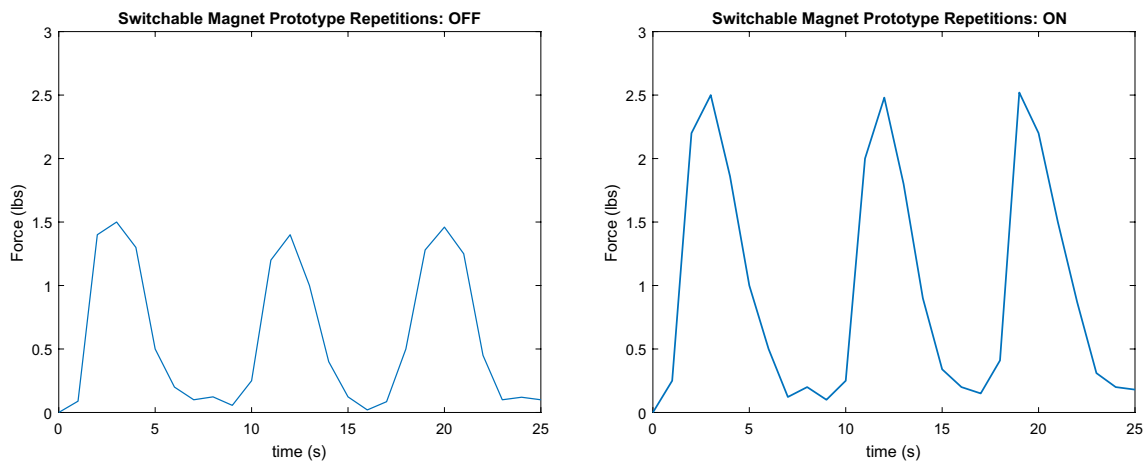 Switchable Magnet Prototype Repetitions: OFF
3
2.5
2
1.5
1
0.5
0
Force (lbs)
0 5 10 15 20 25
time (s)
Switchable Magnet Prototype Repetitions: ON
3
2.5
2
1.5
1
0.5
0
Force (lbs)
0 5 10 15 20 25
time (s)